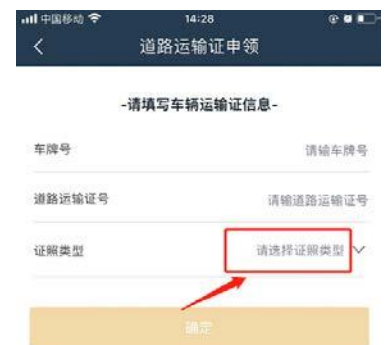 中国移动 14:28
道路运输证申领
-请填写车辆运输证信息-
车牌号 请输车牌号
道路运输证号 请输道路运输证号
证照类型 请选择证照类型
确定